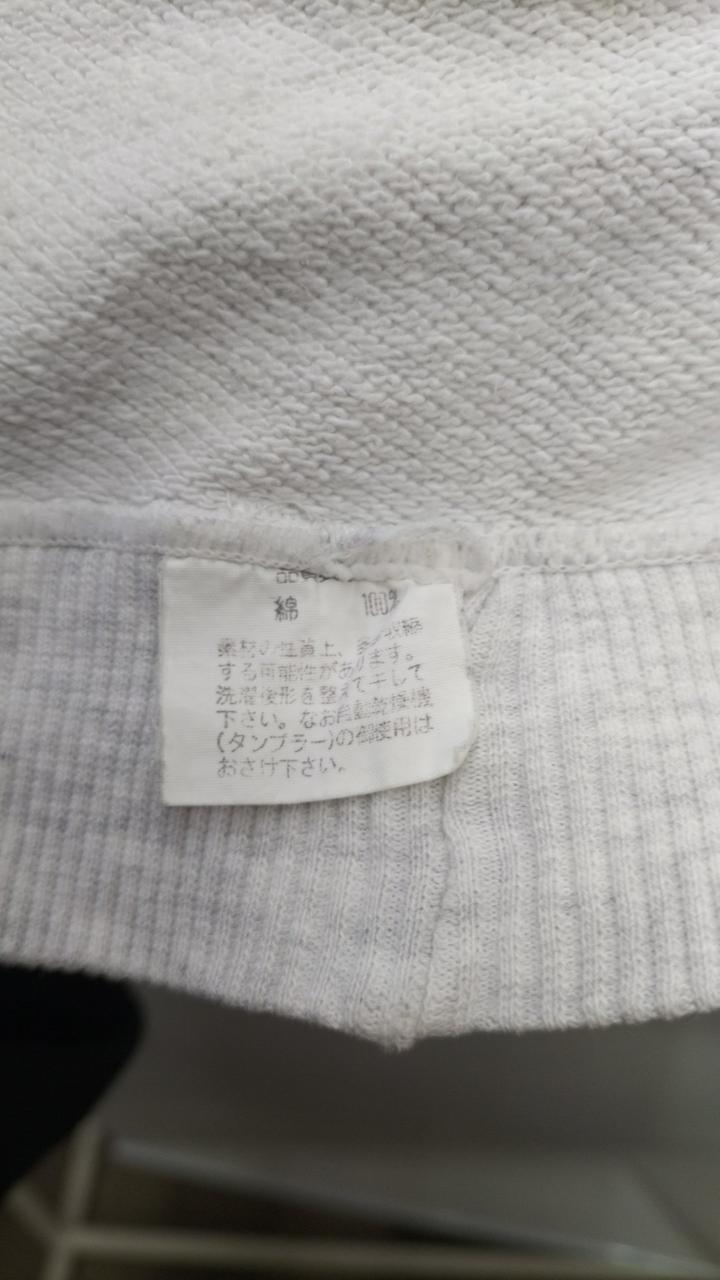 綿 100%
素材の性質上、多少収縮
する可能性があります。
洗濯後形を整えて干して
下さい。なお自動乾燥機
(タンブラー)の御使用は
おさけ下さい。